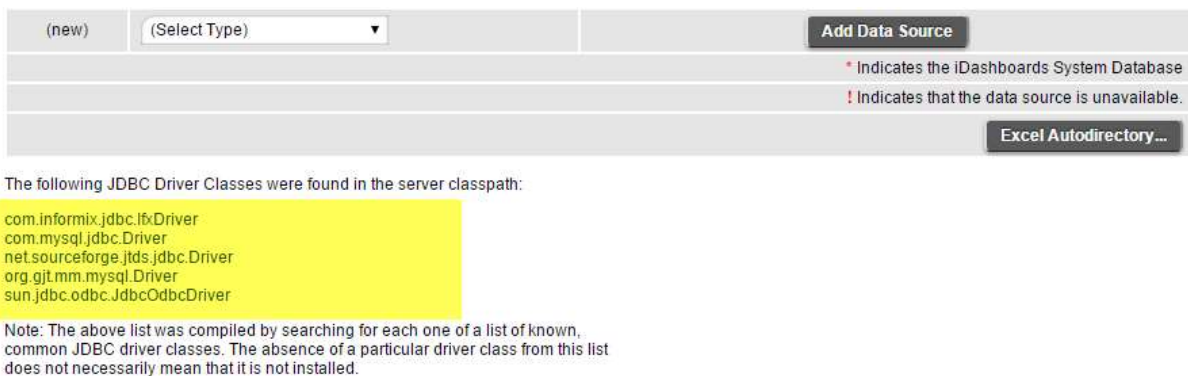 (new) (Select Type) Add Data Source
* Indicates the iDashboards System Database
! Indicates that the data source is unavailable.
Excel Autodirectory...
The following JDBC Driver Classes were found in the server classpath:
com.informix.jdbc.IfxDriver
com.mysql.jdbc.Driver
net.sourceforge.jtds.jdbc.Driver
org.gjt.mm.mysql.Driver
sun.jdbc.odbc.JdbcOdbcDriver
Note: The above list was compiled by searching for each one of a list of known,
common JDBC driver classes. The absence of a particular driver class from this list
does not necessarily mean that it is not installed.